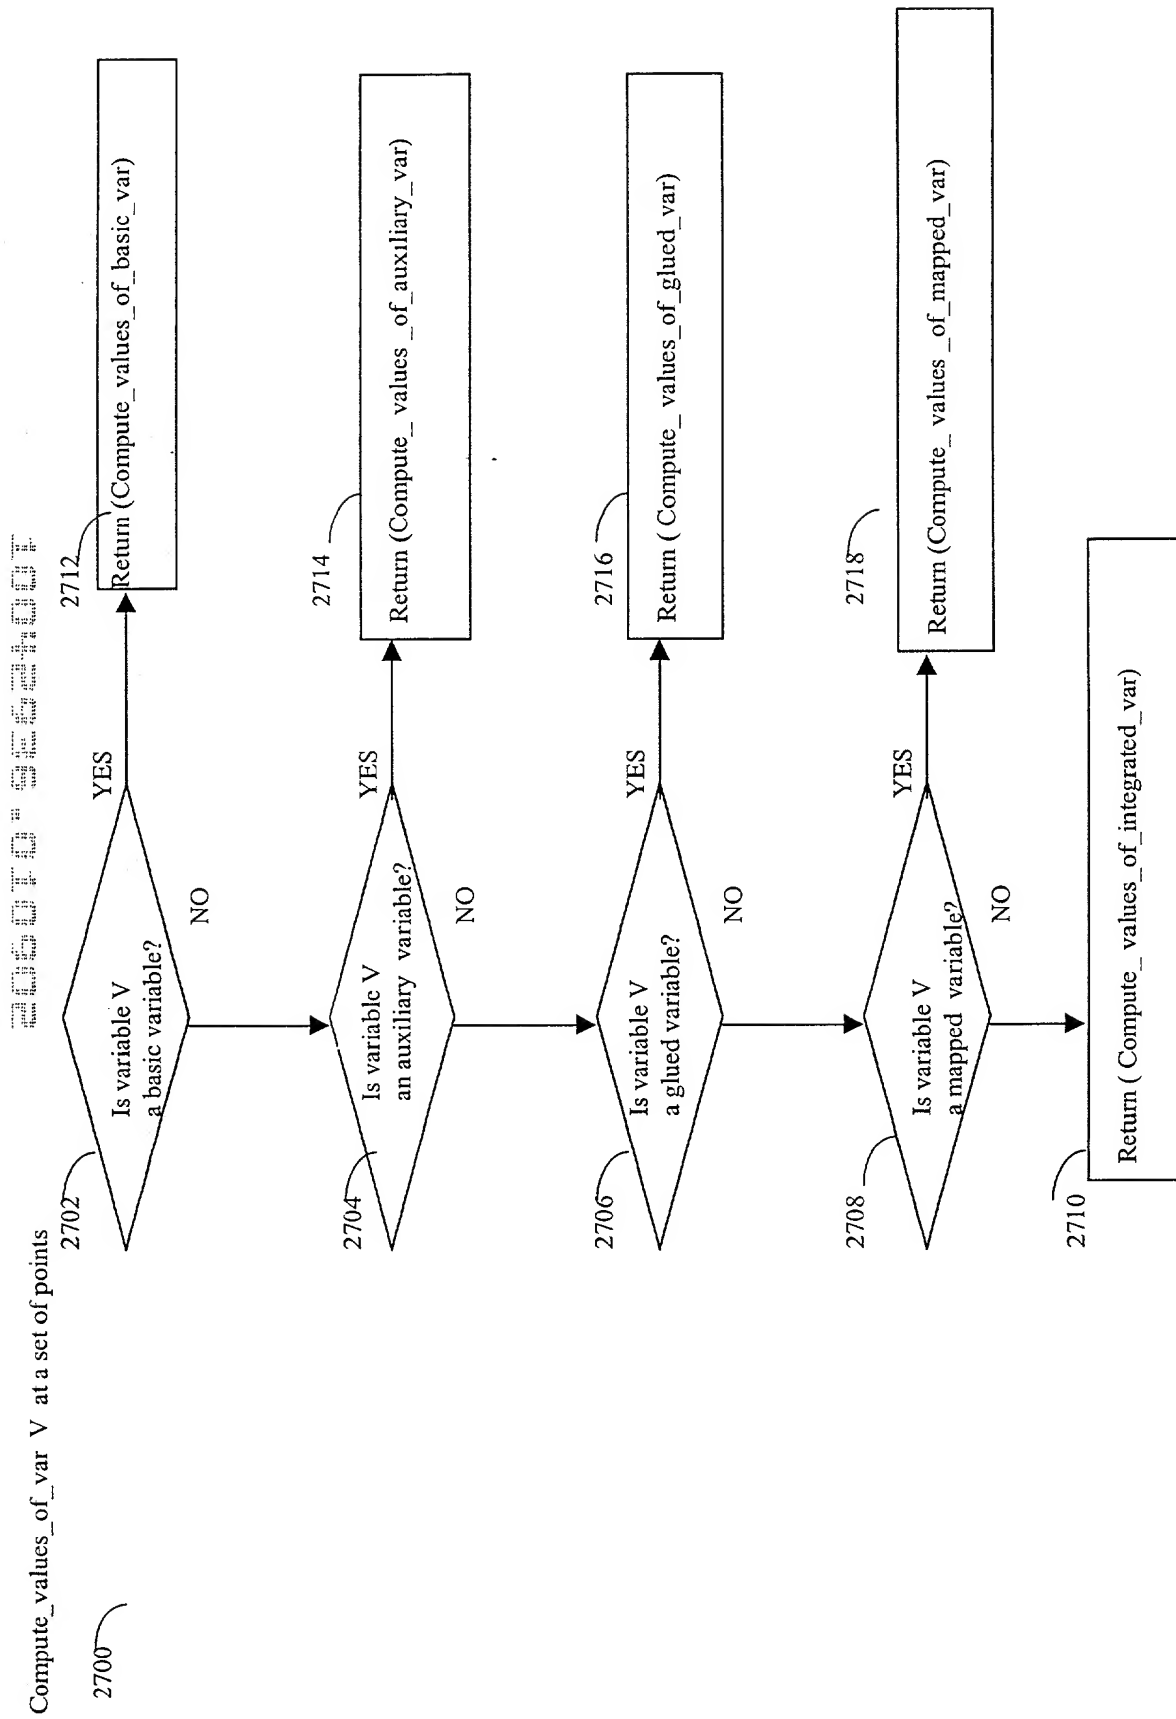 Compute_values_of_var V at a set of points
2700
2702
Is variable V
a basic variable?
YES
NO
2712
Return (Compute_values_of_basic_var)
2704
Is variable V
an auxiliary variable?
YES
NO
2714
Return (Compute_ values _of_auxiliary_var)
2706
Is variable V
a glued variable?
YES
NO
2716
Return ( Compute_ values_of_glued_var)
2708
Is variable V
a mapped variable?
YES
NO
2718
Return (Compute_ values _of_mapped_var)
2710
Return ( Compute_ values_of_integrated_var)